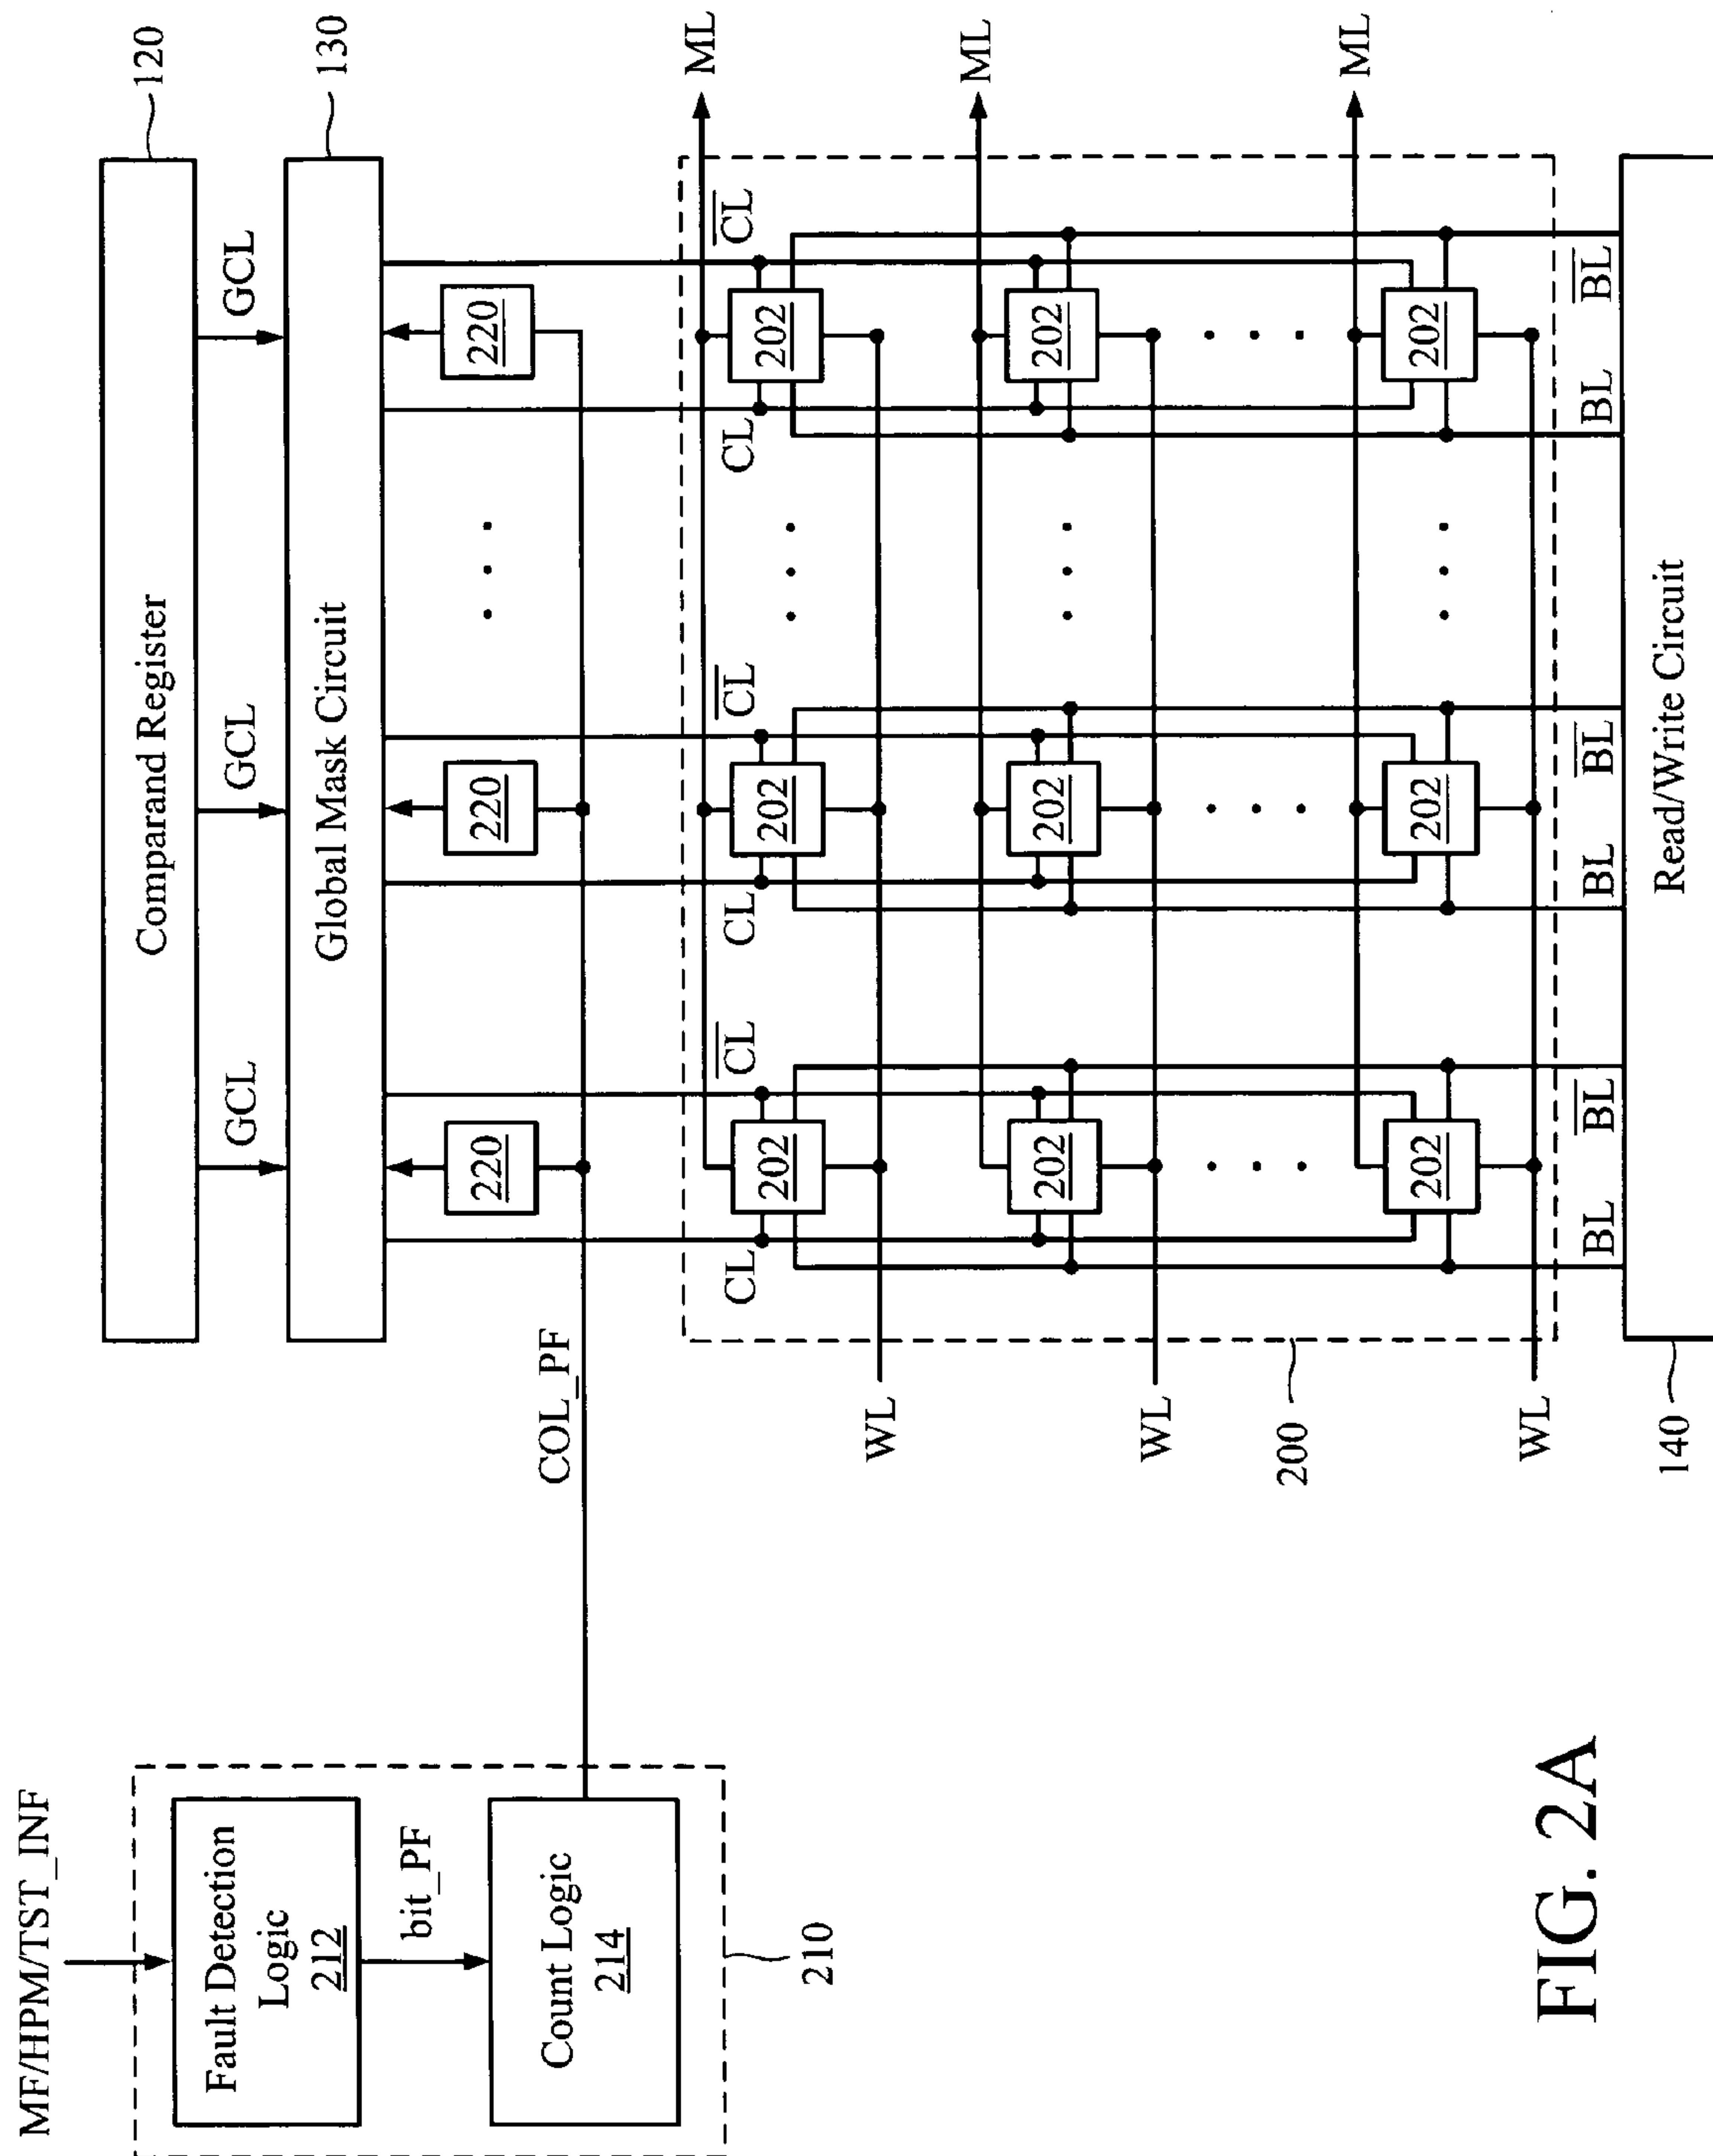 MF/HPM/TST_INF
Fault Detection
Logic
212
bit_PF
Count Logic
214
210
COL_PF
Comparand Register
120
GCL GCL GCL
Global Mask Circuit
130
220 220 220
CL CL CL CL CL CL
ML
202 202 202
WL
ML
202 202 202
WL
200
ML
202 202 202
WL
BL BL BL BL BL BL
Read/Write Circuit
140
FIG. 2A